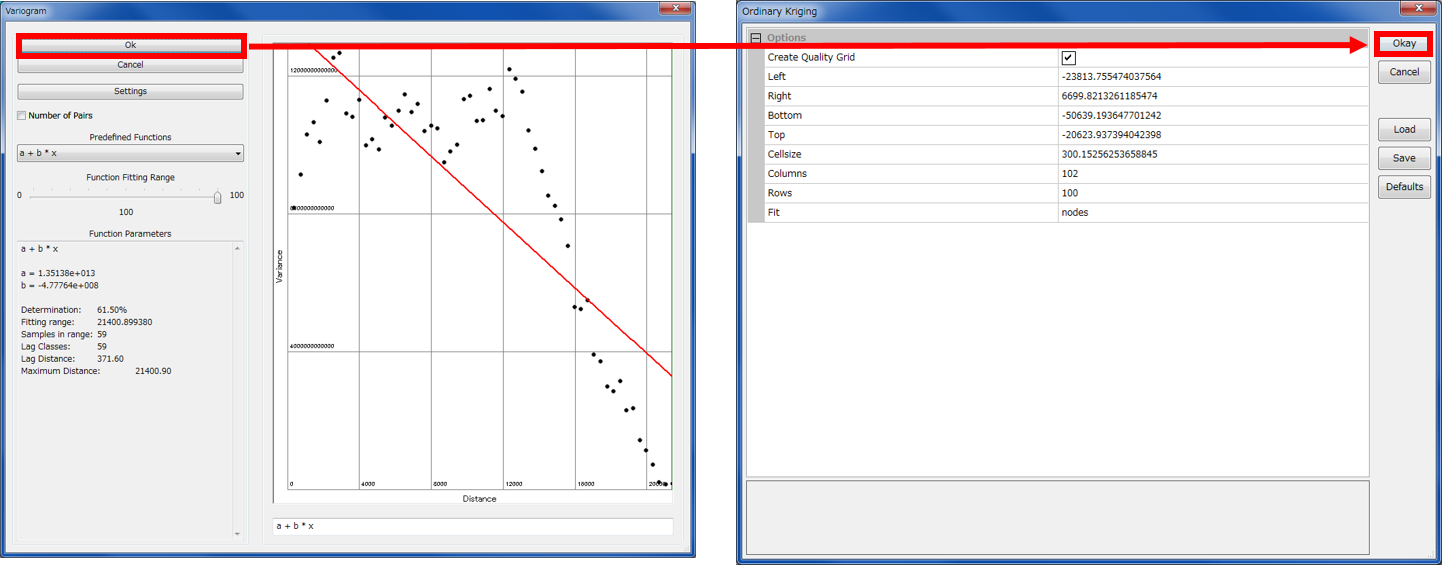 Variogram
Ok
Cancel
Settings
Number of Pairs
Predefined Functions
a + b * x
Function Fitting Range
0
100
100
Function Parameters
a + b * x
a = 1.35138e+013
b = -4.77764e+008
Determination: 61.50%
Fitting range: 21400.899380
Samples in range: 59
Lag Classes: 59
Lag Distance: 371.60
Maximum Distance: 21400.90
Variance
0 4000 8000 12000 16000
Distance
a + b * x
Ordinary Kriging
Options
Create Quality Grid
Left -23813.755474037564
Right 6699.8213261185474
Bottom -50639.193647701242
Top -20623.937394042398
Cellsize 300.15256253658845
Columns 102
Rows 100
Fit nodes
Okay
Cancel
Load
Save
Defaults